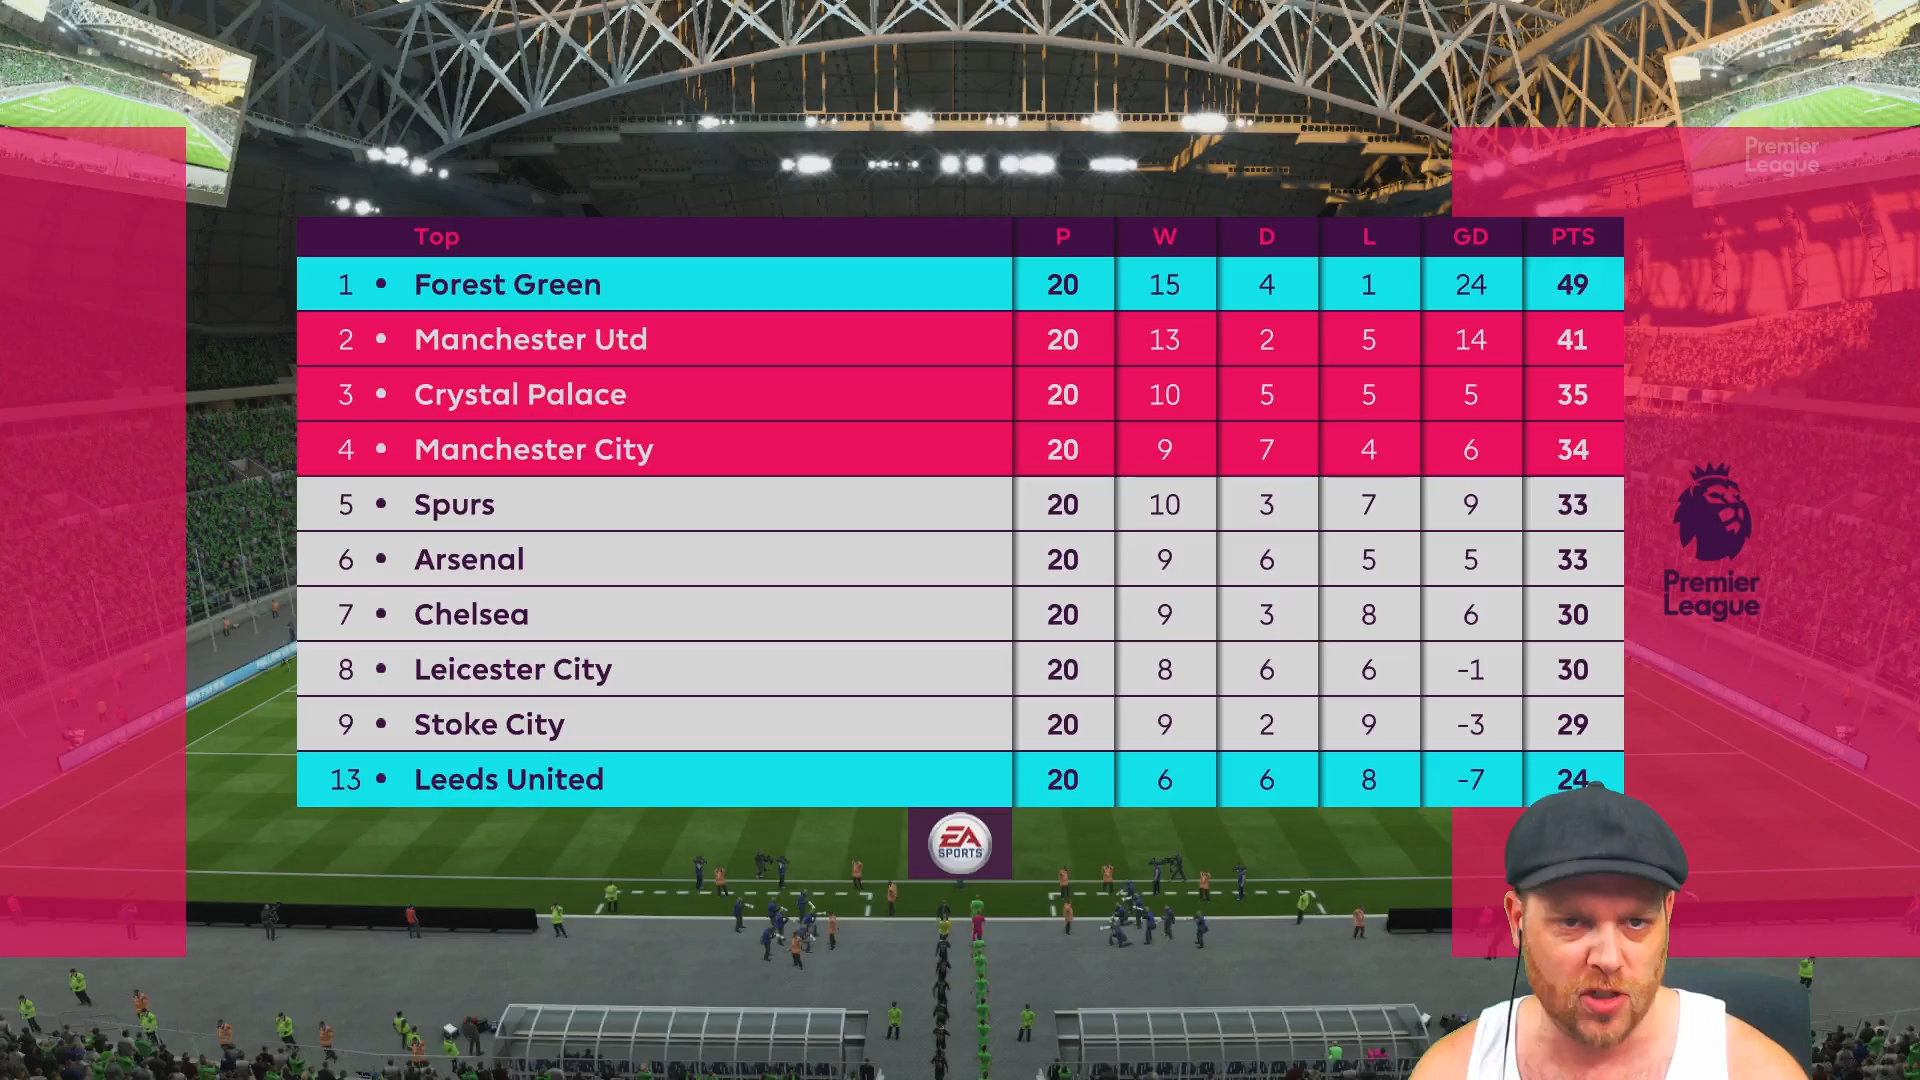 Premier
League
Top P W D L GD PTS
1 • Forest Green 20 15 4 1 24 49
2 • Manchester Utd 20 13 2 5 14 41
3 • Crystal Palace 20 10 5 5 5 35
4 • Manchester City 20 9 7 4 6 34
5 • Spurs 20 10 3 7 9 33
6 • Arsenal 20 9 6 5 5 33
7 • Chelsea 20 9 3 8 6 30
8 • Leicester City 20 8 6 6 -1 30
9 • Stoke City 20 9 2 9 -3 29
13 • Leeds United 20 6 6 8 -7 24
Premier
League
EA
SPORTS